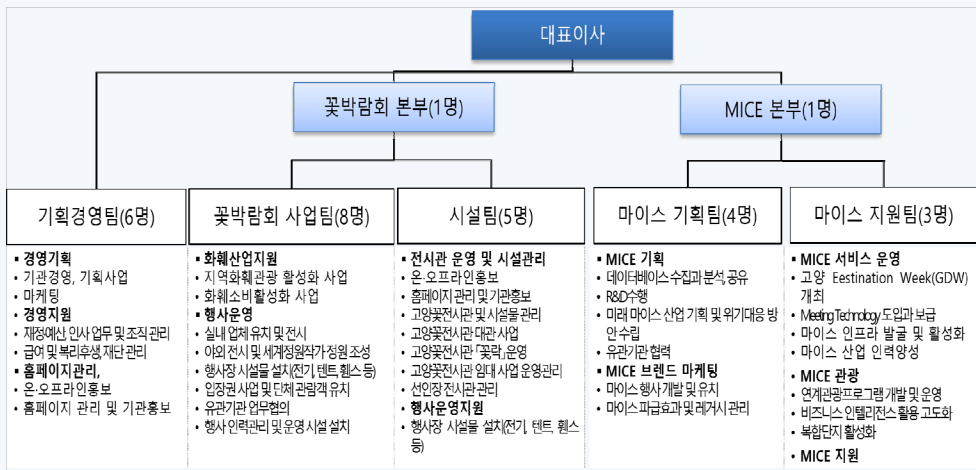 대표이사
꽃박람회 본부(1명)
MICE 본부(1명)
기획경영팀(6명)
▪ 경영기획
• 기관경영, 기획사업
• 마케팅
▪ 경영지원
• 재정예산, 인사 업무 및 조직 관리
• 급여 및 복리후생, 재단 관리
▪ 홈페이지관리,
• 온·오프라인홍보
• 홈페이지 관리 및 기관홍보
꽃박람회 사업팀(8명)
▪ 화훼산업지원
• 지역화훼관광 활성화 사업
• 화훼소비활성화 사업
▪ 행사운영
• 실내 업체 유치 및 전시
• 야외 전시 및 세계정원작가 정원 조성
• 행사장 시설물 설치(전기, 텐트, 휀스 등)
• 입장권 사업 및 단체 관람객 유치
• 유관기관 업무협의
• 행사 인력관리 및 운영 시설 설치
시설팀(5명)
▪ 전시관 운영 및 시설관리
• 온·오프라인홍보
• 홈페이지 관리 및 기관홍보
• 고양꽃전시관 및 시설물 관리
• 고양꽃전시관 대관 사업
• 고양꽃전시관 「꽃락」 운영
• 고양꽃전시관 임대 사업 운영관리
• 선인장 전시관 관리
▪ 행사운영지원
• 행사장 시설물 설치(전기, 텐트, 휀스
등)
마이스 기획팀(4명)
▪ MICE 기획
• 데이터베이스 수집과 분석, 공유
• R&D수행
• 미래 마이스 산업 기획 및 위기대응 방
안 수립
• 유관기관 협력
▪ MICE 브렌드 마케팅
• 마이스 행사 개발 및 유치
• 마이스 파급효과 및 레거시 관리
마이스 지원팀(3명)
▪ MICE 서비스 운영
• 고양 Eestination Week(GDW)
개최
• Meeting Technology 도입과 보급
• 마이스 인프라 발굴 및 활성화
• 마이스 산업 인력양성
▪ MICE 관광
• 연계관광프로그램 개발 및 운영
• 비즈니스 인텔리전스 활용 고도화
• 복합단지 활성화
▪ MICE 지원